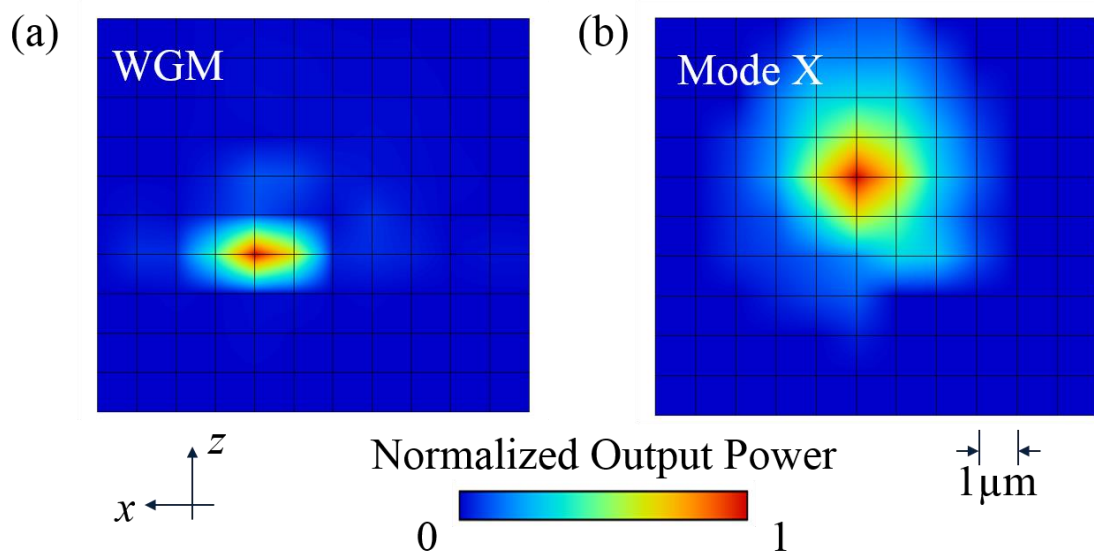 (a)
WGM
(b)
Mode X
z
x
Normalized Output Power
0
1
1μm